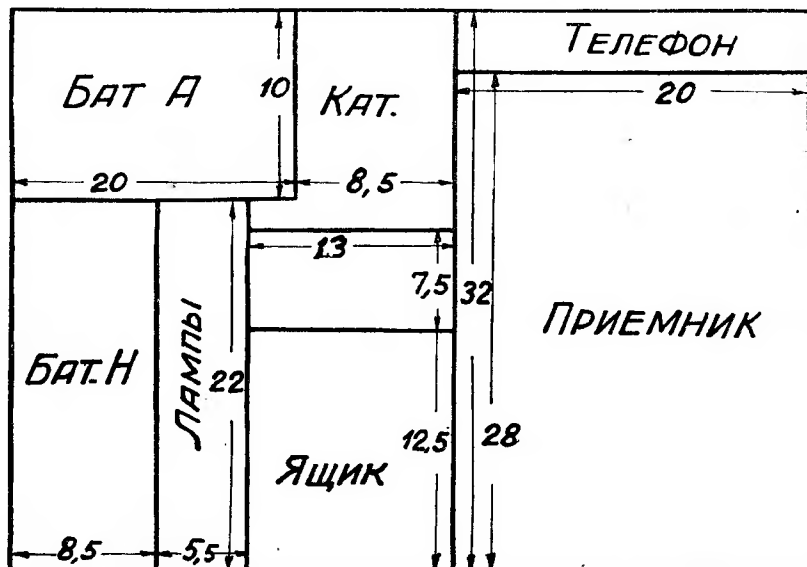 ТЕЛЕФОН
БАТ А
10
КАТ.
20
20
8,5
13
7,5
32
ПРИЕМНИК
БАТ.Н
ЛАМПЫ
22
12,5
28
ЯЩИК
8,5
5,5